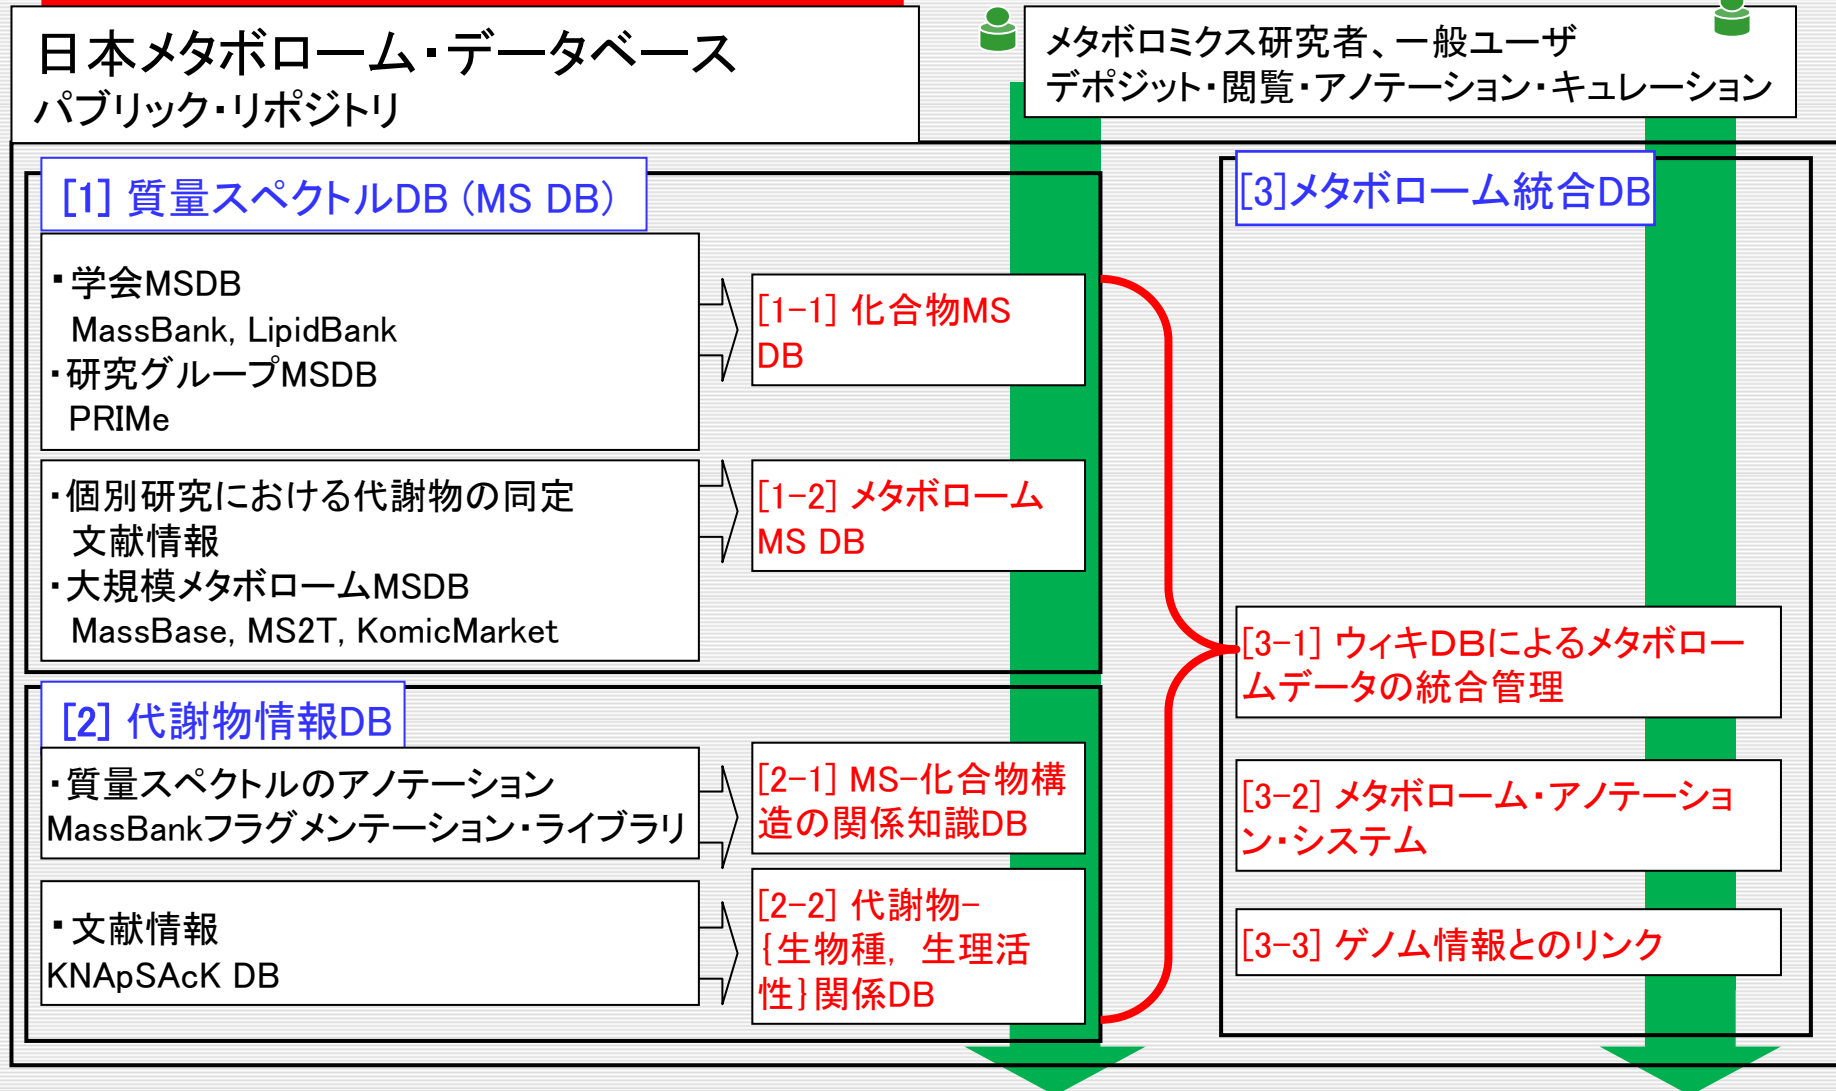 日本メタボローム・データベース
パブリック・リポジトリ
メタボロミクス研究者、一般ユーザ
デポジット・閲覧・アノテーション・キュレーション
[1] 質量スペクトルDB (MS DB)
・学会MSDB
MassBank, LipidBank
・研究グループMSDB
PRIMe
[1-1] 化合物MS
DB
・個別研究における代謝物の同定
文献情報
・大規模メタボロームMSDB
MassBase, MS2T, KomicMarket
[1-2] メタボローム
MS DB
[2] 代謝物情報DB
・質量スペクトルのアノテーション
MassBankフラグメンテーション・ライブラリ
[2-1] MS-化合物構
造の関係知識DB
・文献情報
KNApSAcK DB
[2-2] 代謝物-
{生物種, 生理活
性}関係DB
[3]メタボローム統合DB
[3-1] ウィキＤＢによるメタボロー
ムデータの統合管理
[3-2] メタボローム・アノテーショ
ン・システム
[3-3] ゲノム情報とのリンク